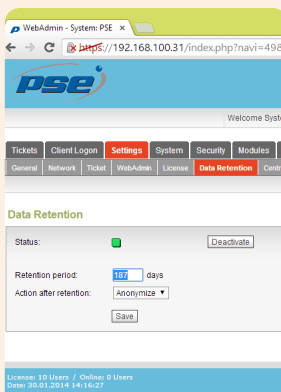 WebAdmin - System: PSE
https://192.168.100.31/index.php?navi=498
pse
Welcome Syst
Tickets Client Logon Settings System Security Modules
General Network Ticket WebAdmin License Data Retention Centr
Data Retention
Status: Deactivate
Retention period: 187 days
Action after retention: Anonymize
Save
License: 10 Users / Online: 0 Users
Date: 30.01.2014 14:16:27